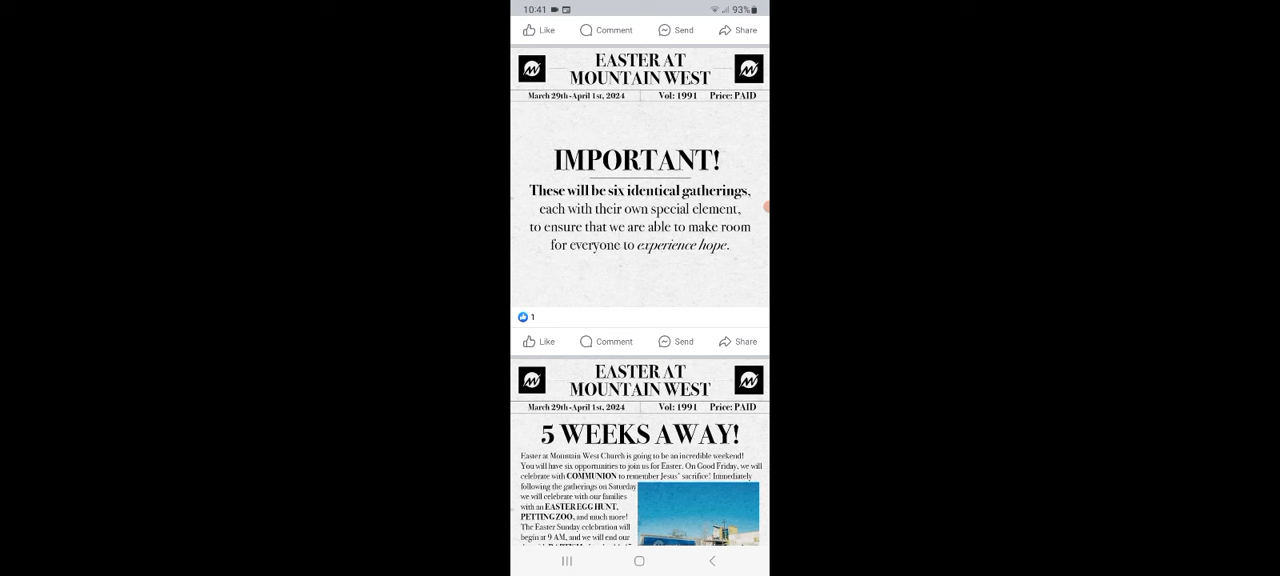 10:41 93%
Like Comment Send Share
EASTER AT
MOUNTAIN WEST
March 29th-April 1st, 2024 Vol: 1991 Price: PAID
IMPORTANT!
These will be six identical gatherings,
each with their own special element,
to ensure that we are able to make room
for everyone to experience hope.
1
Like Comment Send Share
EASTER AT
MOUNTAIN WEST
March 29th-April 1st, 2024 Vol: 1991 Price: PAID
5 WEEKS AWAY!
Easter at Mountain West Church is going to be an incredible weekend!
You will have six opportunities to join us for Easter. On Good Friday, we will
celebrate with COMMUNION to remember Jesus' sacrifice! Immediately
following the gatherings on Saturday
we will celebrate with our families
with an EASTER EGG HUNT,
PETTING ZOO, and much more!
The Easter Sunday celebration will
begin at 9 AM, and we will end our